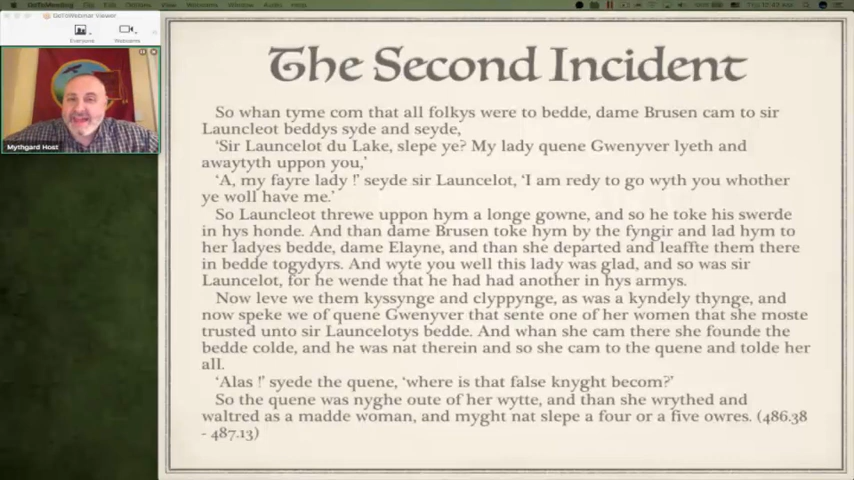 GoToWebinar Viewer
Everyone
Webcams
Mythgard Host
The Second Incident
So whan tyme com that all folkys were to bedde, dame Brusen cam to sir
Launcleot beddys syde and seyde,
'Sir Launcelot du Lake, slepe ye? My lady quene Gwenyver lyeth and
awaytyth uppon you,'
'A, my fayre lady !' seyde sir Launcelot, 'I am redy to go wyth you whother
ye woll have me.'
So Launcleot threwe uppon hym a longe gowne, and so he toke his swerde
in hys honde. And than dame Brusen toke hym by the fyngir and lad hym to
her ladyes bedde, dame Elayne, and than she departed and leaffte them there
in bedde togydyrs. And wyte you well this lady was glad, and so was sir
Launcelot, for he wende that he had had another in hys armys.
Now leve we them kyssynge and clyppynge, as was a kyndely thynge, and
now speke we of quene Gwenyver that sente one of her women that she moste
trusted unto sir Launcelotys bedde. And whan she cam there she founde the
bedde colde, and he was nat therein and so she cam to the quene and tolde her
all.
'Alas !' syede the quene, 'where is that false knyght becom?'
So the quene was nyghe oute of her wytte, and than she wrythed and
waltred as a madde woman, and myght nat slepe a four or a five owres. (486.38
- 487.13)